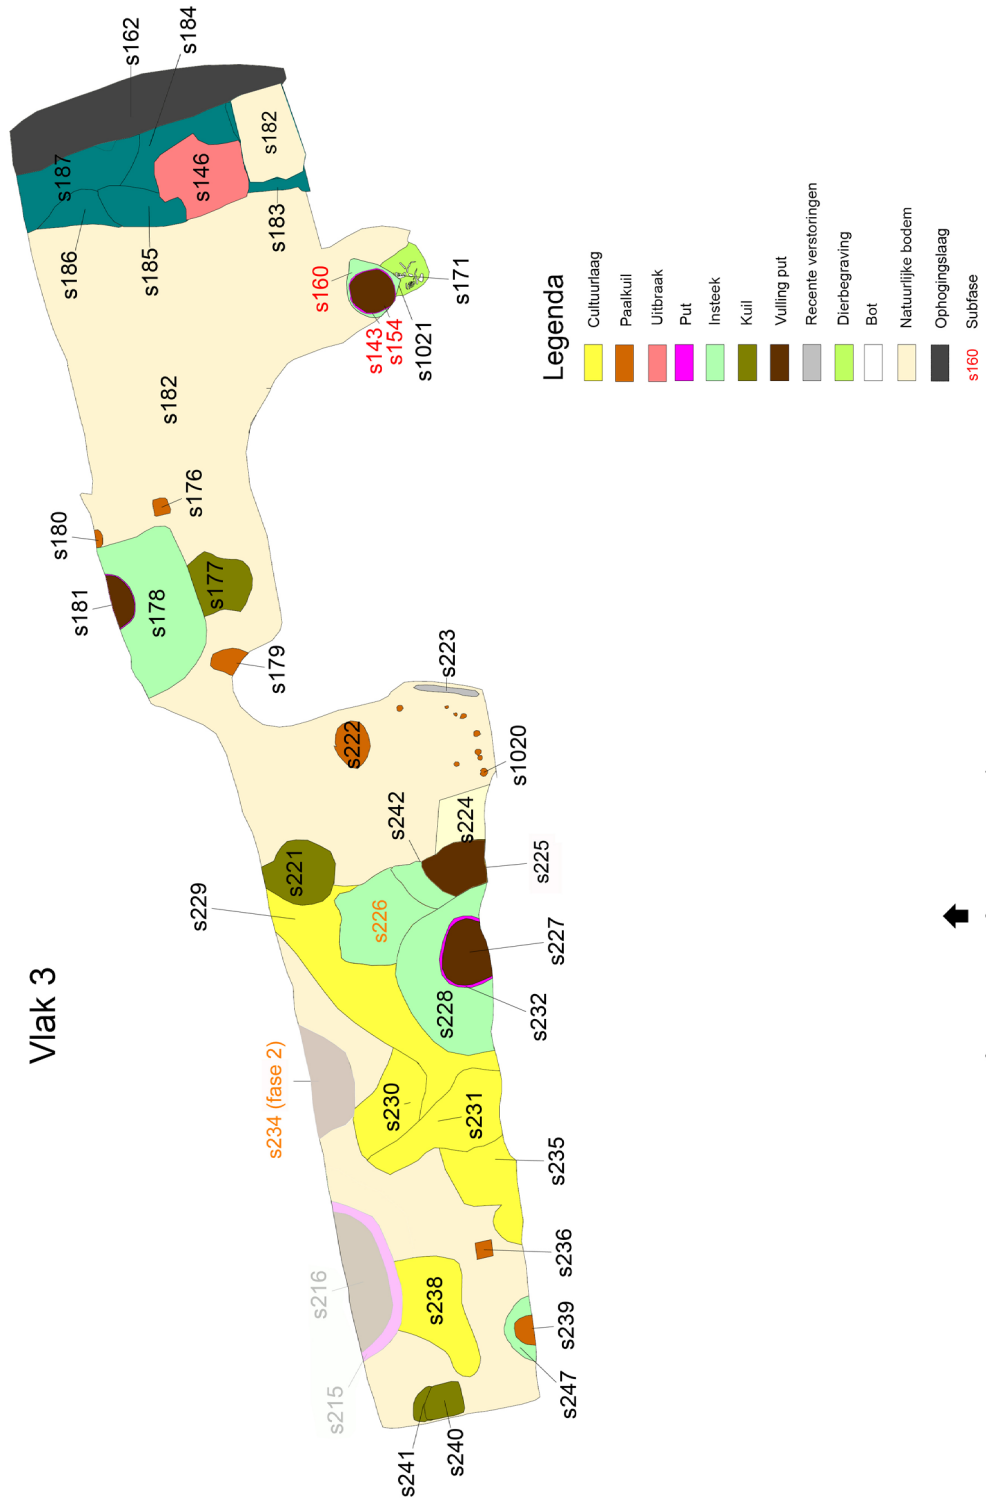 Vlak 3
s215
s216
s234 (fase 2)
s229
s221
s222
s181
s180
s178
s177
s176
s179
s182
s186
s187
s185
s184
s162
s146
s182
s183
s160
s143
s154
s1021
s171
s241
s240
s238
s247
s239
s236
s235
s230
s231
s228
s232
s227
s226
s242
s225
s224
s1020
s223
Legenda
Cultuurlaag
Paalkuil
Uitbraak
Put
Insteek
Kuil
Vulling put
Recente verstoringen
Dierbegraving
Bot
Natuurlijke bodem
Ophogingslaag
s160 Subfase